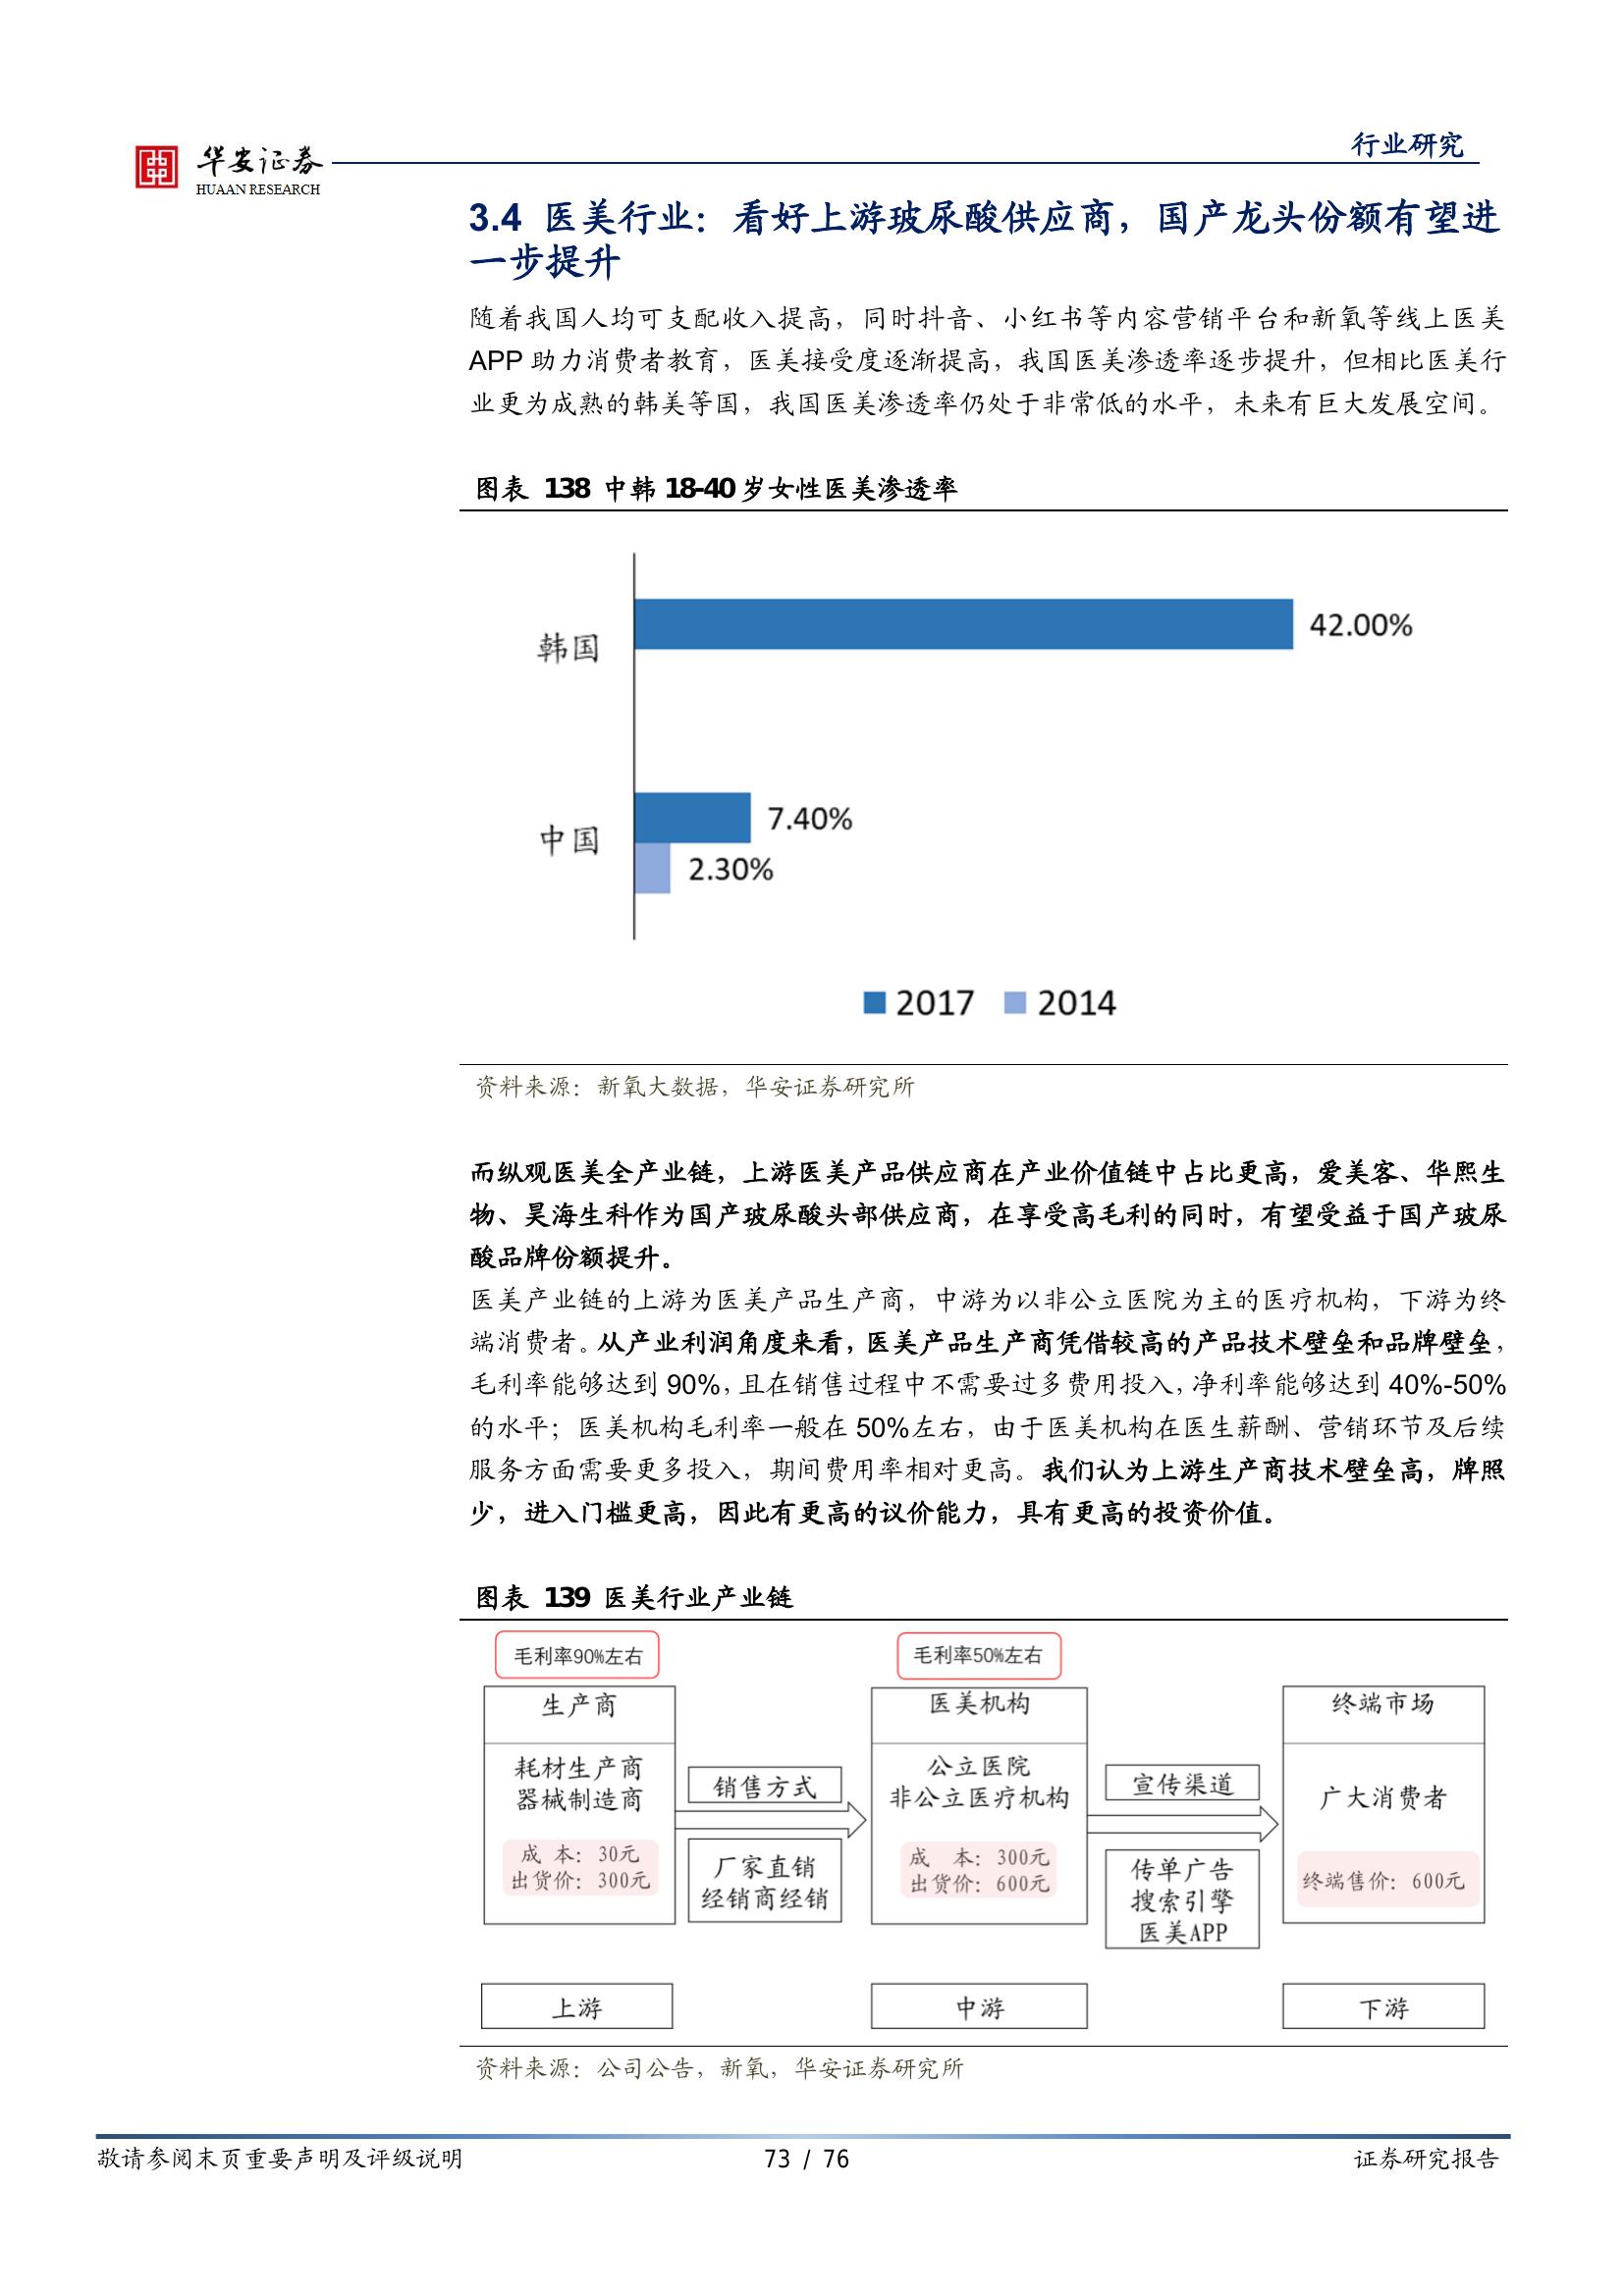 华安证券
HUAAN RESEARCH
行业研究
3.4 医美行业：看好上游玻尿酸供应商，国产龙头份额有望进
一步提升
随着我国人均可支配收入提高，同时抖音、小红书等内容营销平台和新氧等线上医美
APP 助力消费者教育，医美接受度逐渐提高，我国医美渗透率逐步提升，但相比医美行
业更为成熟的韩美等国，我国医美渗透率仍处于非常低的水平，未来有巨大发展空间。
图表 138 中韩 18-40 岁女性医美渗透率
韩国
42.00%
中国
7.40%
2.30%
2017 2014
资料来源：新氧大数据，华安证券研究所
而纵观医美全产业链，上游医美产品供应商在产业价值链中占比更高，爱美客、华熙生
物、昊海生科作为国产玻尿酸头部供应商，在享受高毛利的同时，有望受益于国产玻尿
酸品牌份额提升。
医美产业链的上游为医美产品生产商，中游为以非公立医院为主的医疗机构，下游为终
端消费者。从产业利润角度来看，医美产品生产商凭借较高的产品技术壁垒和品牌壁垒，
毛利率能够达到 90%，且在销售过程中不需要过多费用投入，净利率能够达到 40%-50%
的水平；医美机构毛利率一般在 50%左右，由于医美机构在医生薪酬、营销环节及后续
服务方面需要更多投入，期间费用率相对更高。我们认为上游生产商技术壁垒高，牌照
少，进入门槛更高，因此有更高的议价能力，具有更高的投资价值。
图表 139 医美行业产业链
毛利率90%左右
生产商
耗材生产商
器械制造商
成 本：30元
出货价：300元
销售方式
厂家直销
经销商经销
毛利率50%左右
医美机构
公立医院
非公立医疗机构
成 本：300元
出货价：600元
宣传渠道
传单广告
搜索引擎
医美APP
终端市场
广大消费者
终端售价：600元
上游
中游
下游
资料来源：公司公告，新氧，华安证券研究所
敬请参阅末页重要声明及评级说明
73 / 76
证券研究报告